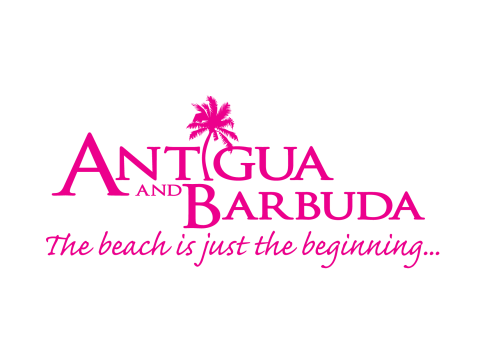 ANTIGUA
AND BARBUDA
The beach is just the beginning...